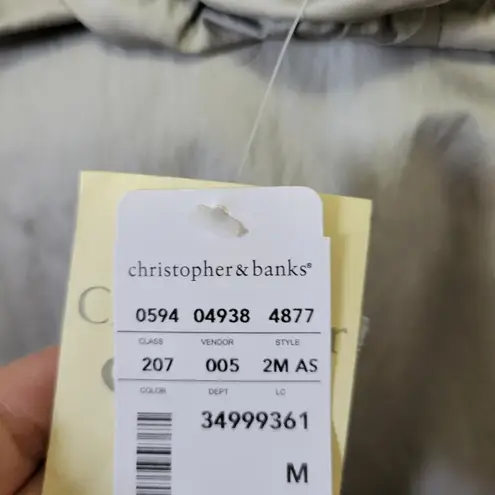 christopher & banks®
0594 04938 4877
CLASS VENDOR STYLE
207 005 2M AS
COLOR DEPT LC
34999361
M